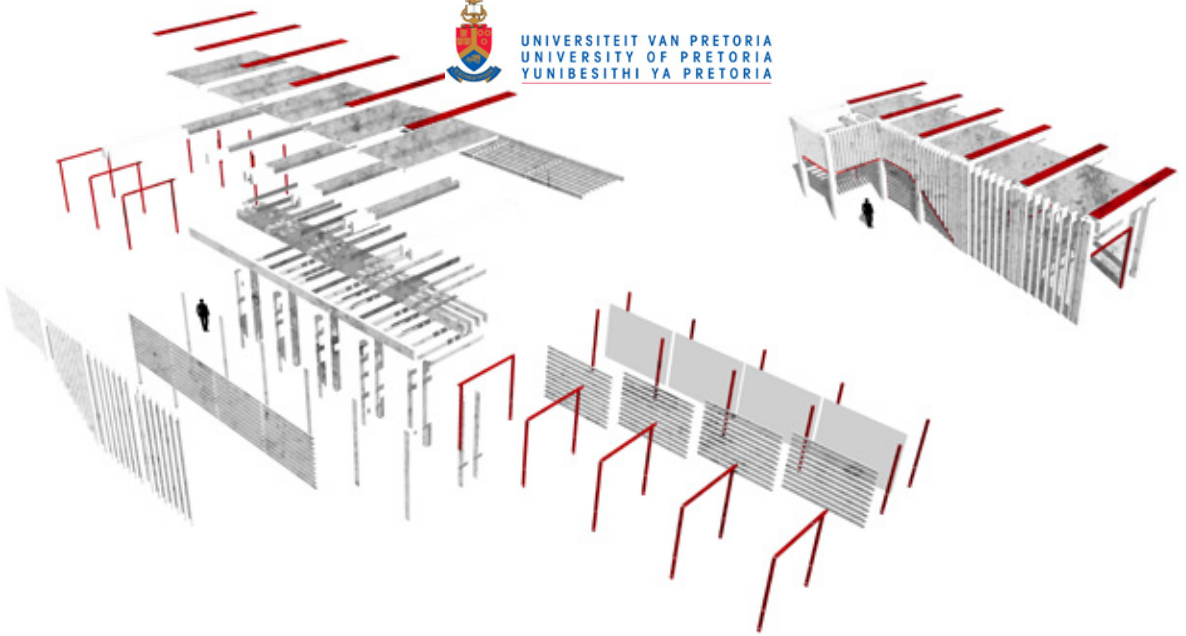 UNIVERSITEIT VAN PRETORIA
UNIVERSITY OF PRETORIA
YUNIBESITHI YA PRETORIA